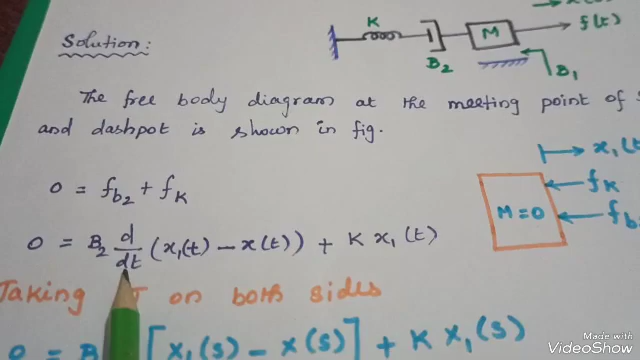 Solution:
K
B2
M
f(t)
B1
The free body diagram at the meeting point of
and dashpot is shown in fig.
x1(t)
0 = fb2 + fK
M=0
fK
fb
0 = B2 d/dt (x1(t) - x(t)) + K x1(t)
Taking on both sides
0 = B [X1(s) - X(s)] + K X1(s)
Made with
VideoShow